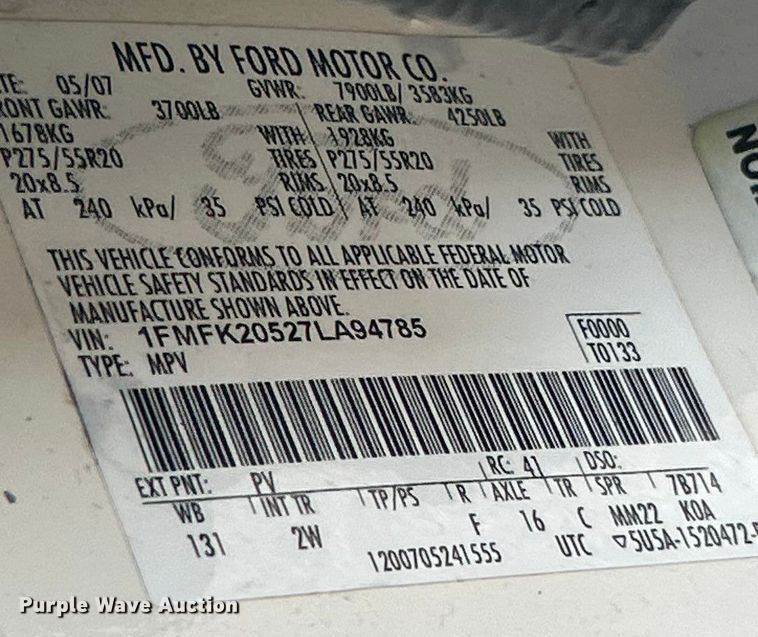 MFD. BY FORD MOTOR CO.
TE: 05/07 GVWR: 7900LB/ 3583KG
RONT GAWR: 3700LB REAR GAWR: 4250LB
1678KG WITH 1928KG WITH
P275/55R20 TIRES P275/55R20 TIRES
20x8.5 RIMS 20x8.5 RIMS
AT 240 kPa/ 35 PSI COLD AT 240 kPa/ 35 PSI COLD
Ford
THIS VEHICLE CONFORMS TO ALL APPLICABLE FEDERAL MOTOR
VEHICLE SAFETY STANDARDS IN EFFECT ON THE DATE OF
MANUFACTURE SHOWN ABOVE.
VIN: 1FMFK20527LA94785 F0000
TYPE: MPV T0133
EXT PNT: PV RC: 41 DSO:
WB INT TR TP/PS R AXLE TR SPR 7B714
131 2W F 16 C MM22 KOA
1200705241555 UTC ▽5U5A-1520472-
Purple Wave Auction